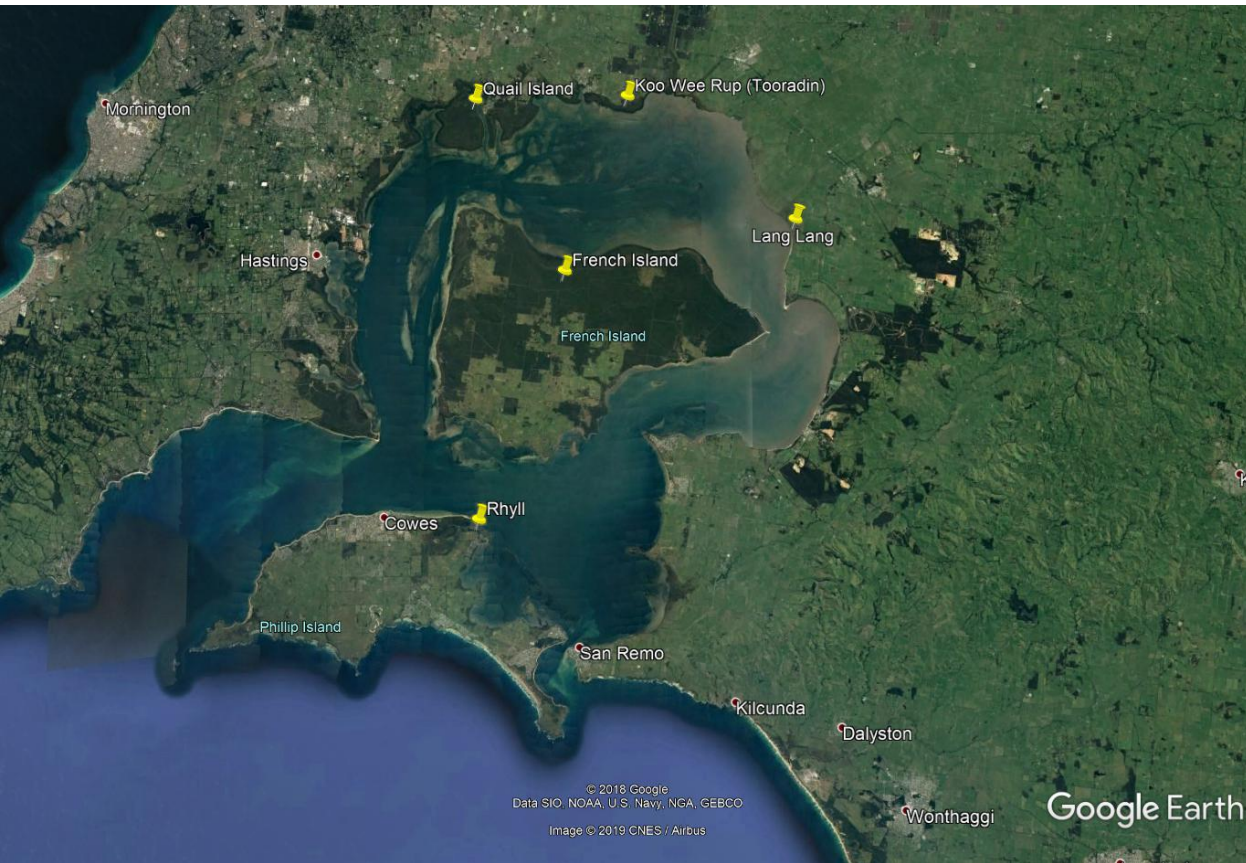 Quail Island
Koo Wee Rup (Tooradin)
Mornington
Lang Lang
Hastings
French Island
French Island
Rhyll
Cowes
Phillip Island
San Remo
Kilcunda
Dalyston
© 2018 Google
Data SIO, NOAA, U.S. Navy, NGA, GEBCO
Image © 2019 CNES / Airbus
Google Earth
Wonthaggi